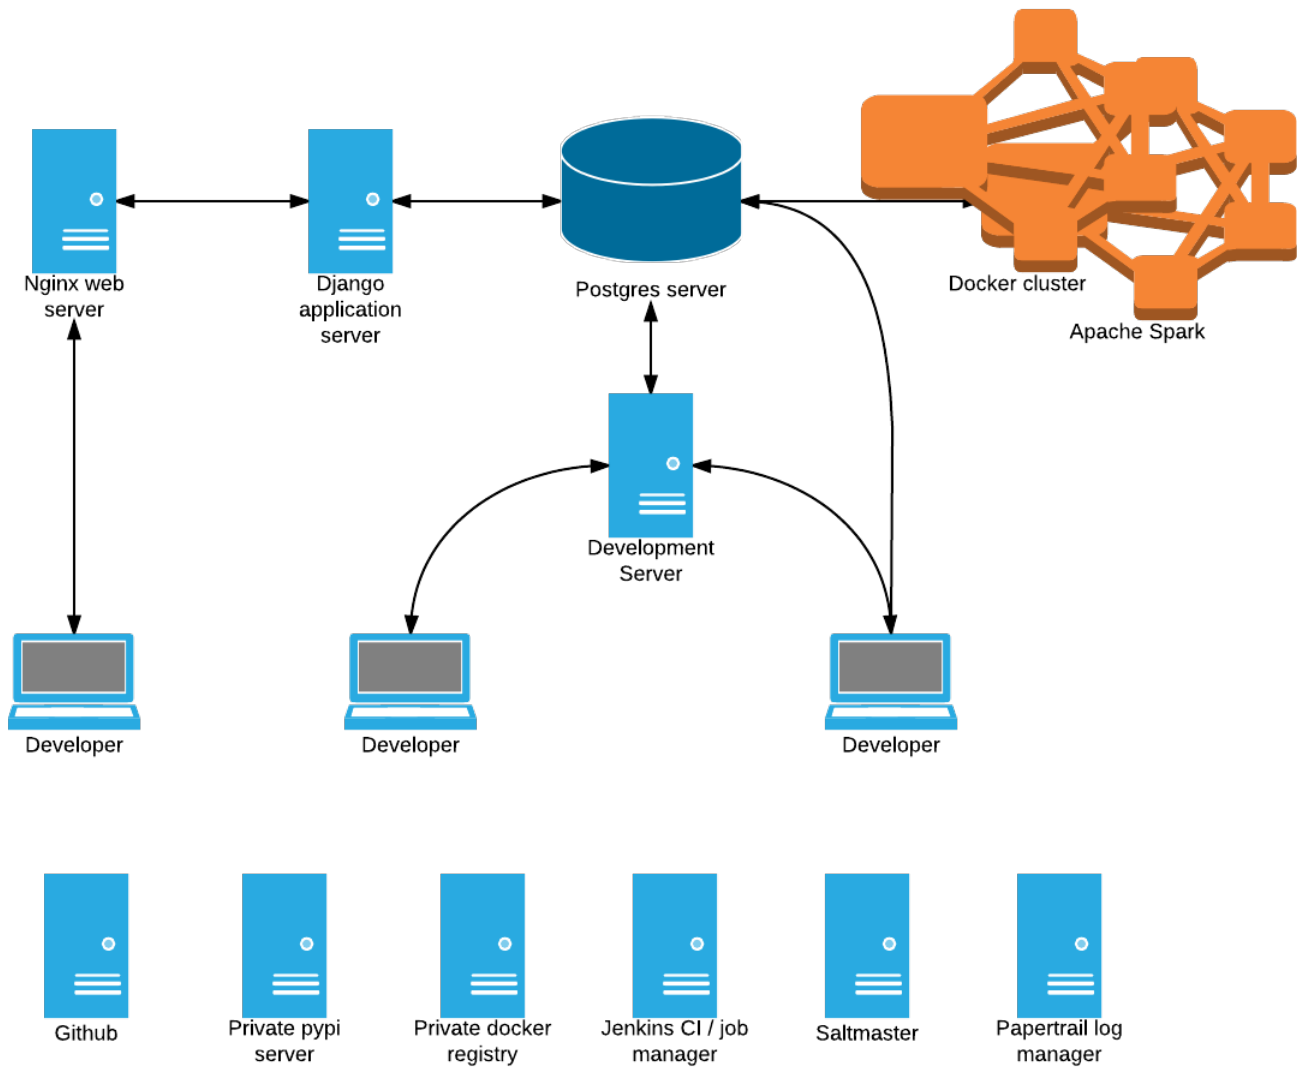 Nginx web
server
Django
application
server
Postgres server
Docker cluster
Apache Spark
Development
Server
Developer
Developer
Developer
Github
Private pypi
server
Private docker
registry
Jenkins CI / job
manager
Saltmaster
Papertrail log
manager